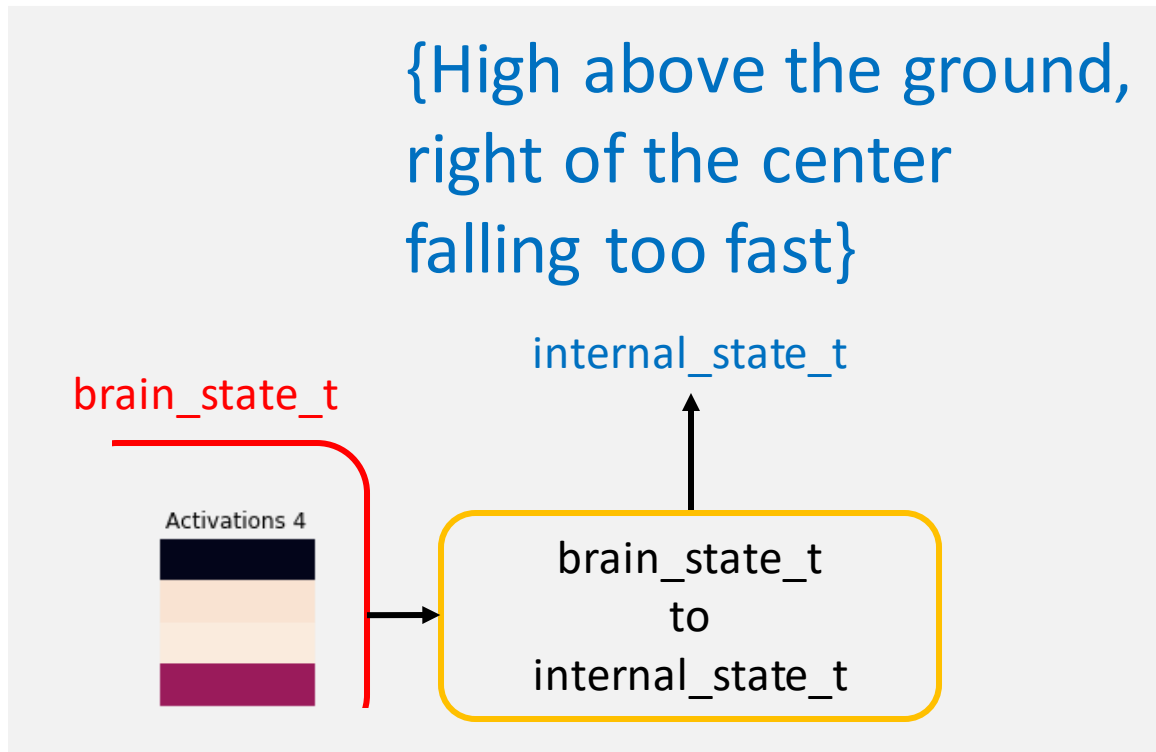 {High above the ground,
right of the center
falling too fast}
internal_state_t
brain_state_t
Activations 4
brain_state_t
to
internal_state_t